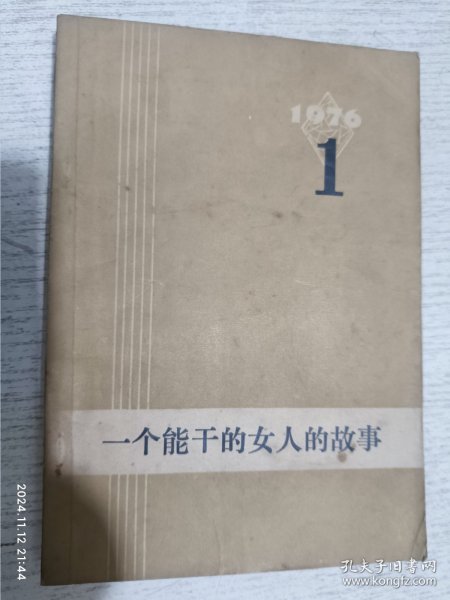 1976
1
一个能干的女人的故事
2024.11.12 21:44
孔夫子旧书网
www.kongfz.com